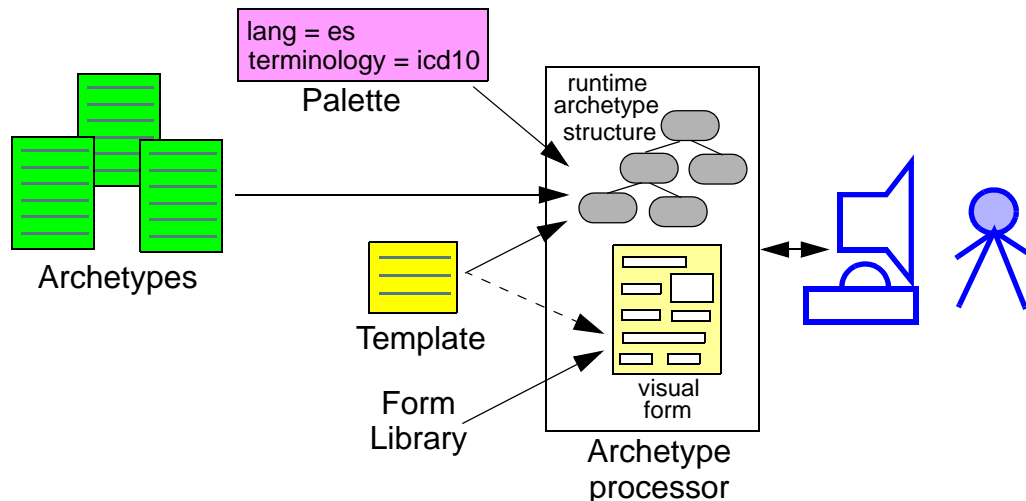 lang = es
terminology = icd10
Palette
runtime
archetype
structure
Archetypes
Template
Form
Library
visual
form
Archetype
processor